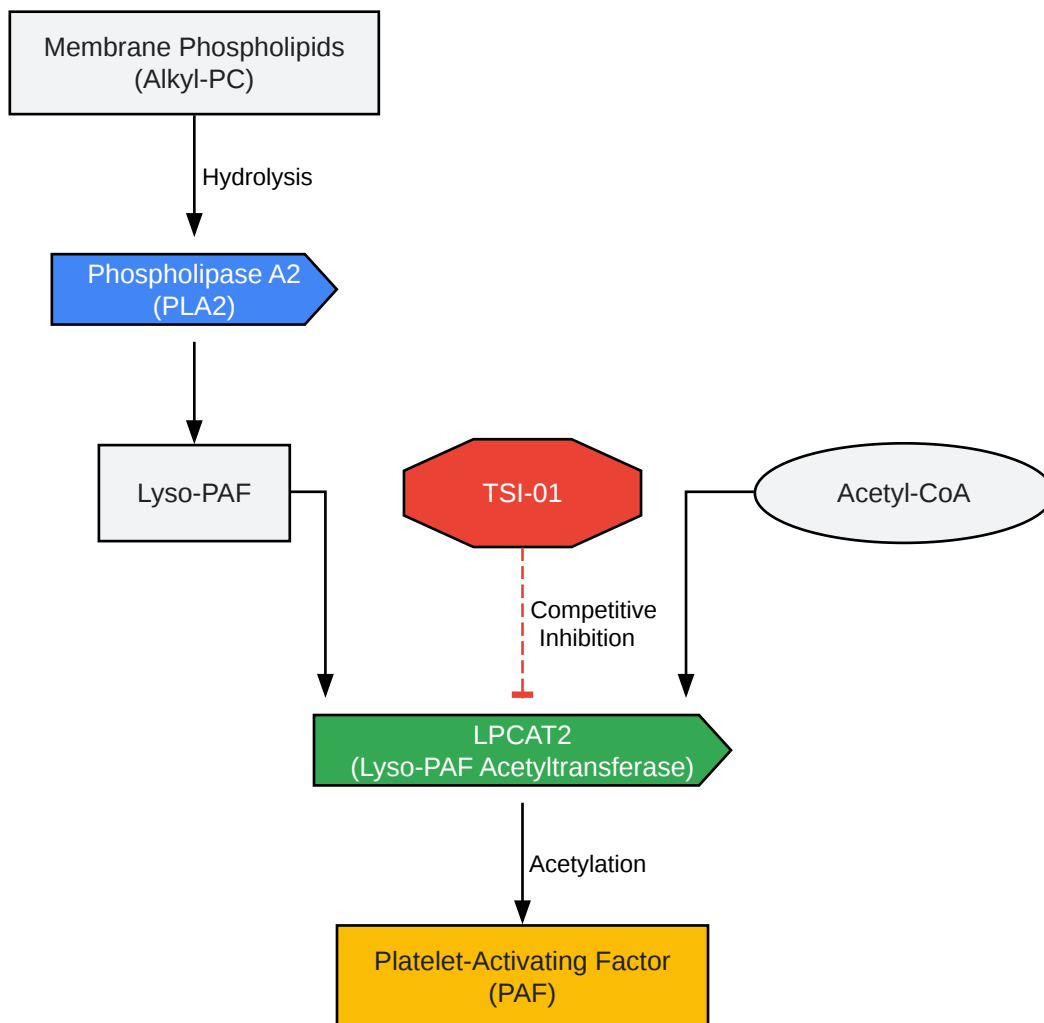 Membrane Phospholipids
(Alkyl-PC)
Hydrolysis
Phospholipase A2
(PLA2)
Lyso-PAF
TSI-01
Acetyl-CoA
Competitive
Inhibition
LPCAT2
(Lyso-PAF Acetyltransferase)
Acetylation
Platelet-Activating Factor
(PAF)